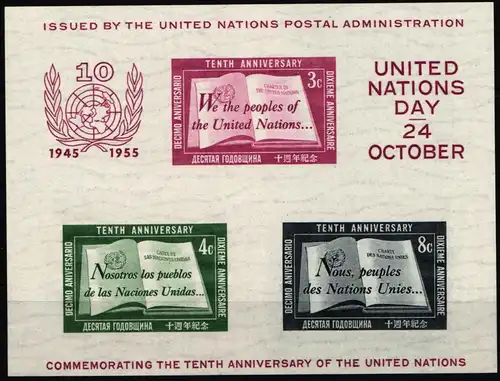 ISSUED BY THE UNITED NATIONS POSTAL ADMINISTRATION
10
1945 1955
TENTH ANNIVERSARY
DECIMO ANIVERSARIO
DIXIEME ANNIVERSAIRE
3c
We the peoples of
the United Nations...
ДЕСЯТАЯ ГОДОВЩИНА 十週年紀念
UNITED
NATIONS
DAY
24
OCTOBER
TENTH ANNIVERSARY
DECIMO ANIVERSARIO
DIXIEME ANNIVERSAIRE
4c
Nosotros los pueblos
de las Naciones Unidas...
ДЕСЯТАЯ ГОДОВЩИНА 十週年紀念
TENTH ANNIVERSARY
DECIMO ANIVERSARIO
DIXIEME ANNIVERSAIRE
8c
CHARTE
DES NATIONS UNIES
Nous, peuples
des Nations Unies...
ДЕСЯТАЯ ГОДОВЩИНА 十週年紀念
COMMEMORATING THE TENTH ANNIVERSARY OF THE UNITED NATIONS